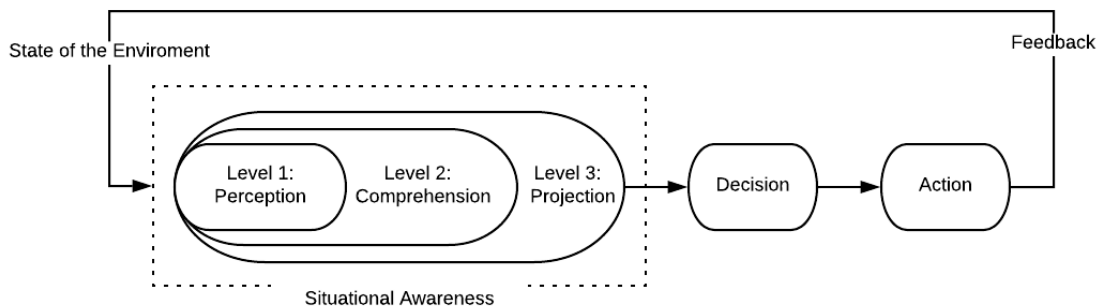 State of the Enviroment
Feedback
Level 1:
Perception
Level 2:
Comprehension
Level 3:
Projection
Decision
Action
Situational Awareness